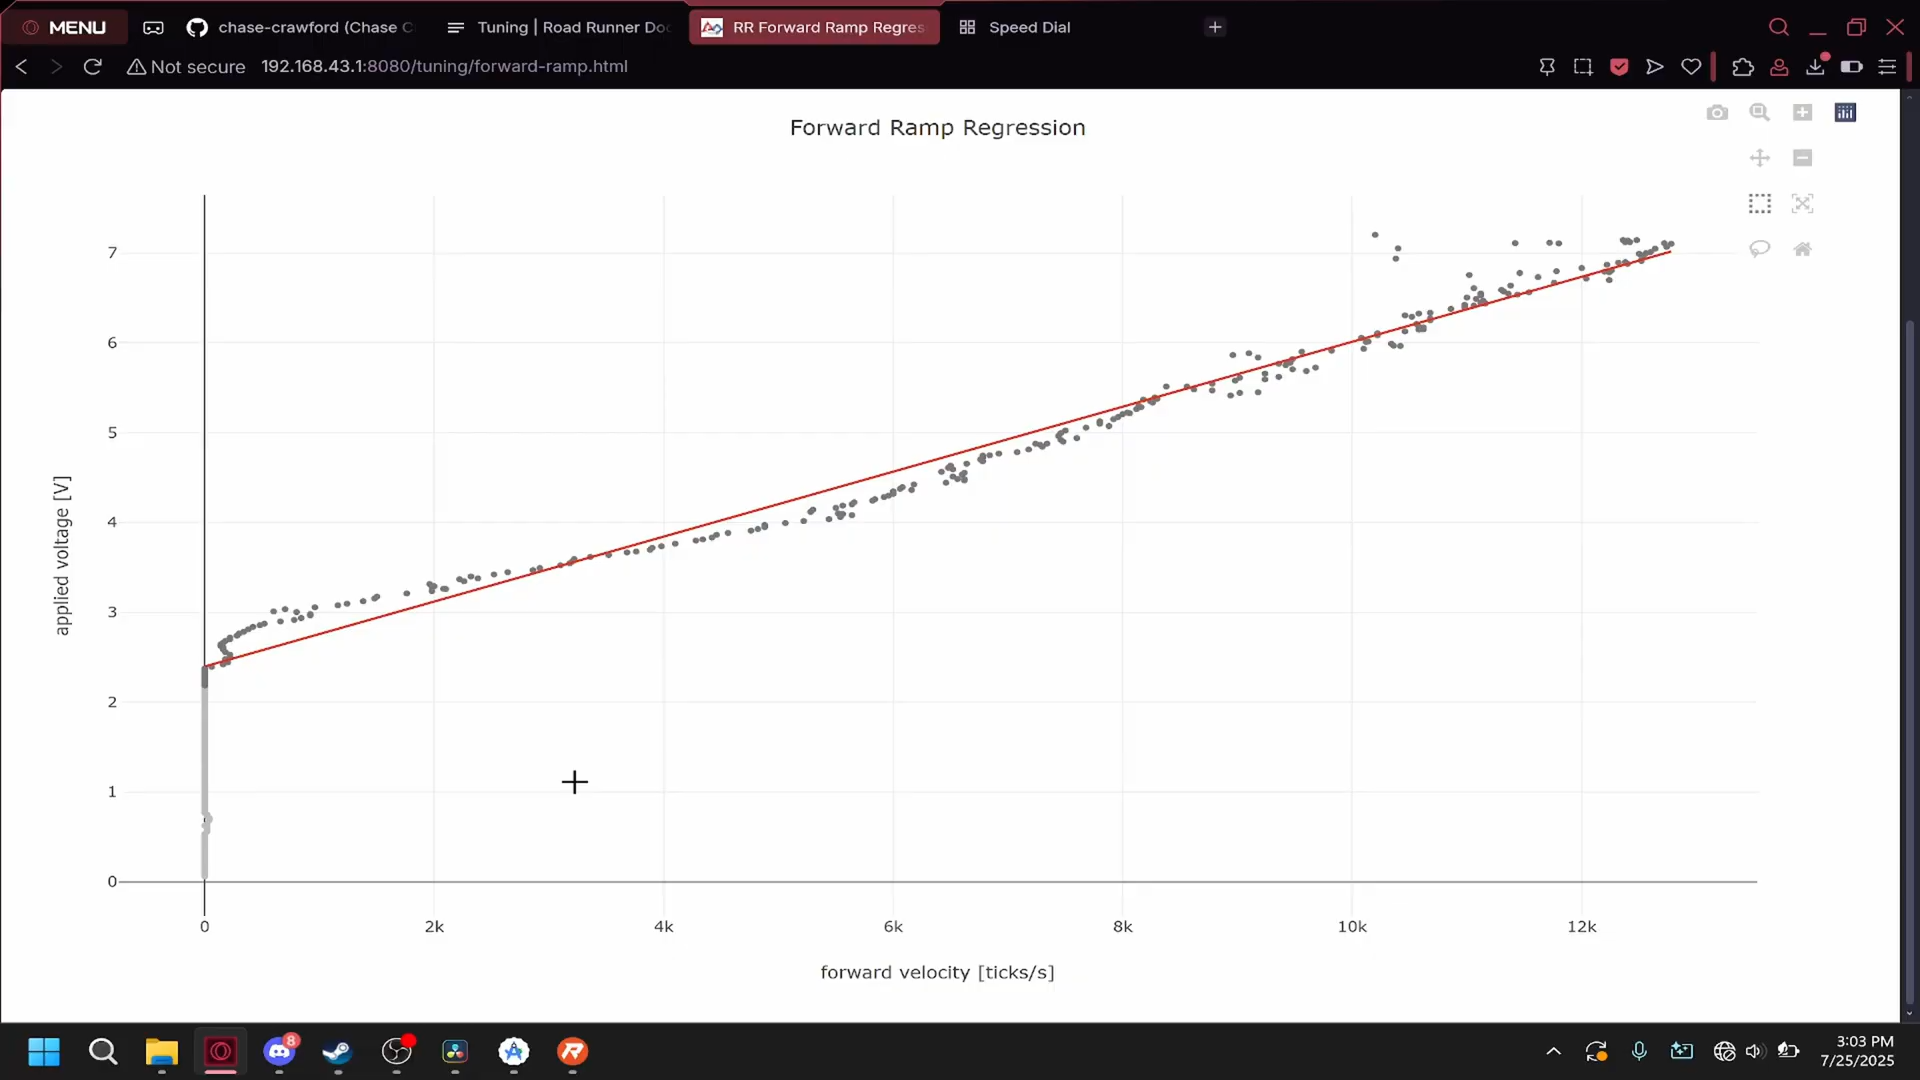 MENU
chase-crawford (Chase C
Tuning | Road Runner Doc
RR Forward Ramp Regres
Speed Dial
Not secure
192.168.43.1:8080/tuning/forward-ramp.html
Forward Ramp Regression
7
6
5
4
3
2
1
0
applied voltage [V]
0
2k
4k
6k
8k
10k
12k
forward velocity [ticks/s]
8
3:03 PM
7/25/2025